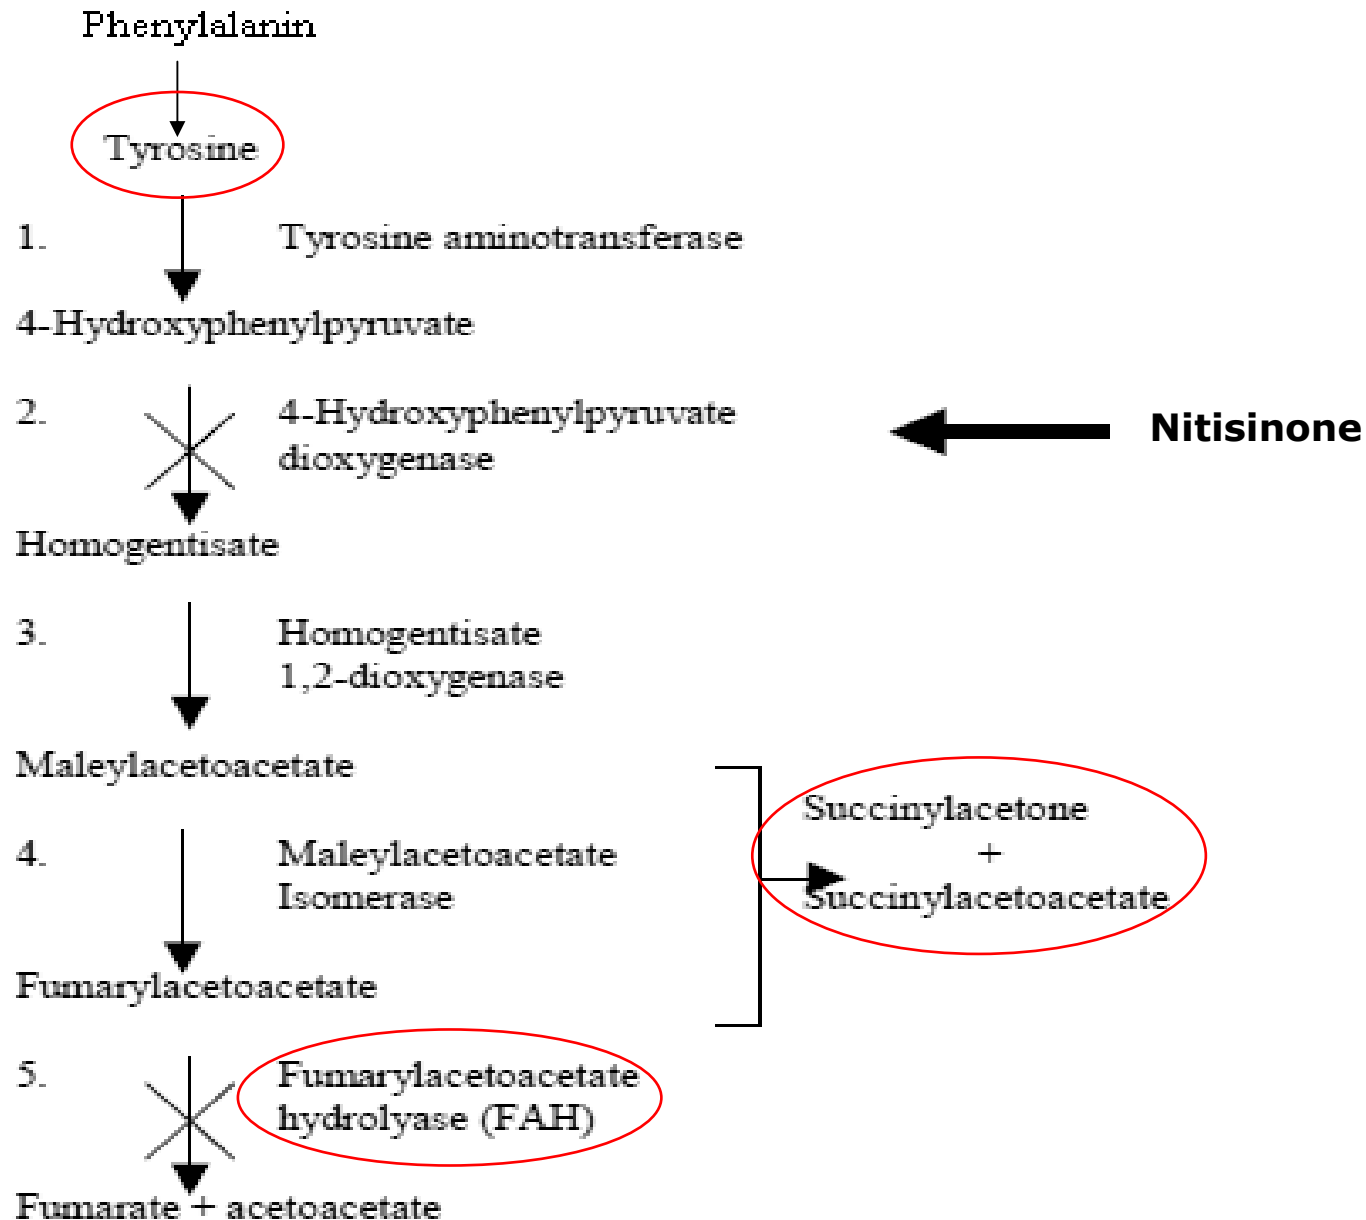 Phenylalanin
Tyrosine
1. Tyrosine aminotransferase
4-Hydroxyphenylpyruvate
2. 4-Hydroxyphenylpyruvate
dioxygenase
Nitisinone
Homogentisate
3. Homogentisate
1,2-dioxygenase
Maleylacetoacetate
Succinylacetone
+
Succinylacetoacetate
4. Maleylacetoacetate
Isomerase
Fumarylacetoacetate
5. Fumarylacetoacetate
hydrolyase (FAH)
Fumarate + acetoacetate